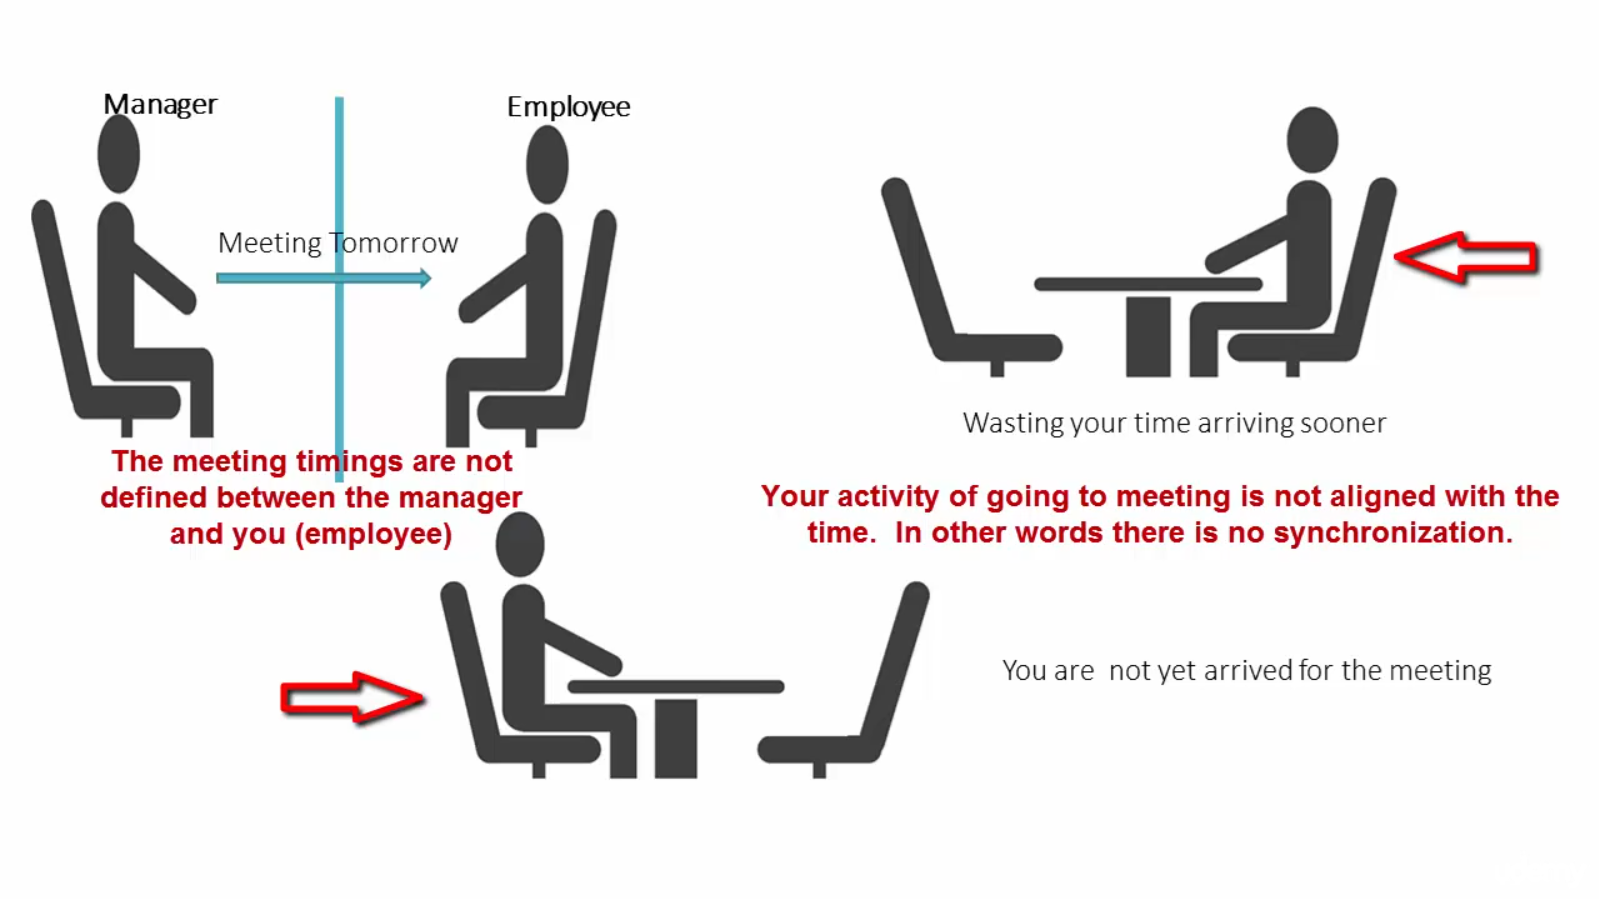 Manager
Employee
Meeting Tomorrow
The meeting timings are not
defined between the manager
and you (employee)
Wasting your time arriving sooner
Your activity of going to meeting is not aligned with the
time.  In other words there is no synchronization.
You are  not yet arrived for the meeting